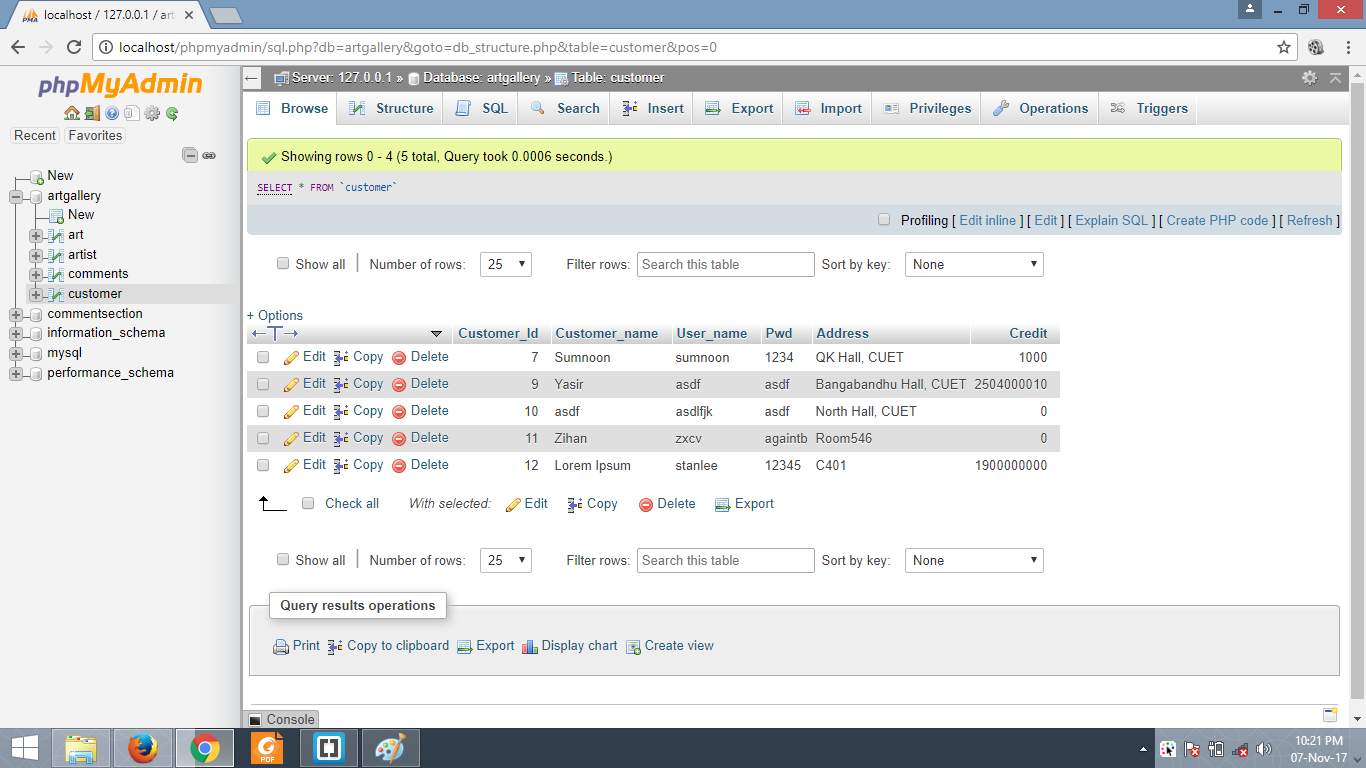 localhost / 127.0.0.1 / art
localhost/phpmyadmin/sql.php?db=artgallery&goto=db_structure.php&table=customer&pos=0
phpMyAdmin
Recent Favorites
New
artgallery
New
art
artist
comments
customer
commentsection
information_schema
mysql
performance_schema
Server: 127.0.0.1 » Database: artgallery » Table: customer
Browse Structure SQL Search Insert Export Import Privileges Operations Triggers
Showing rows 0 - 4 (5 total, Query took 0.0006 seconds.)
SELECT * FROM `customer`
Profiling [ Edit inline ] [ Edit ] [ Explain SQL ] [ Create PHP code ] [ Refresh ]
Show all Number of rows: 25 Filter rows: Search this table Sort by key: None
+ Options
Customer_Id Customer_name User_name Pwd Address Credit
Edit Copy Delete 7 Sumnoon sumnoon 1234 QK Hall, CUET 1000
Edit Copy Delete 9 Yasir asdf asdf Bangabandhu Hall, CUET 2504000010
Edit Copy Delete 10 asdf asdlfjk asdf North Hall, CUET 0
Edit Copy Delete 11 Zihan zxcv againtb Room546 0
Edit Copy Delete 12 Lorem Ipsum stanlee 12345 C401 1900000000
Check all With selected: Edit Copy Delete Export
Show all Number of rows: 25 Filter rows: Search this table Sort by key: None
Query results operations
Print Copy to clipboard Export Display chart Create view
Console
PDF
10:21 PM
07-Nov-17